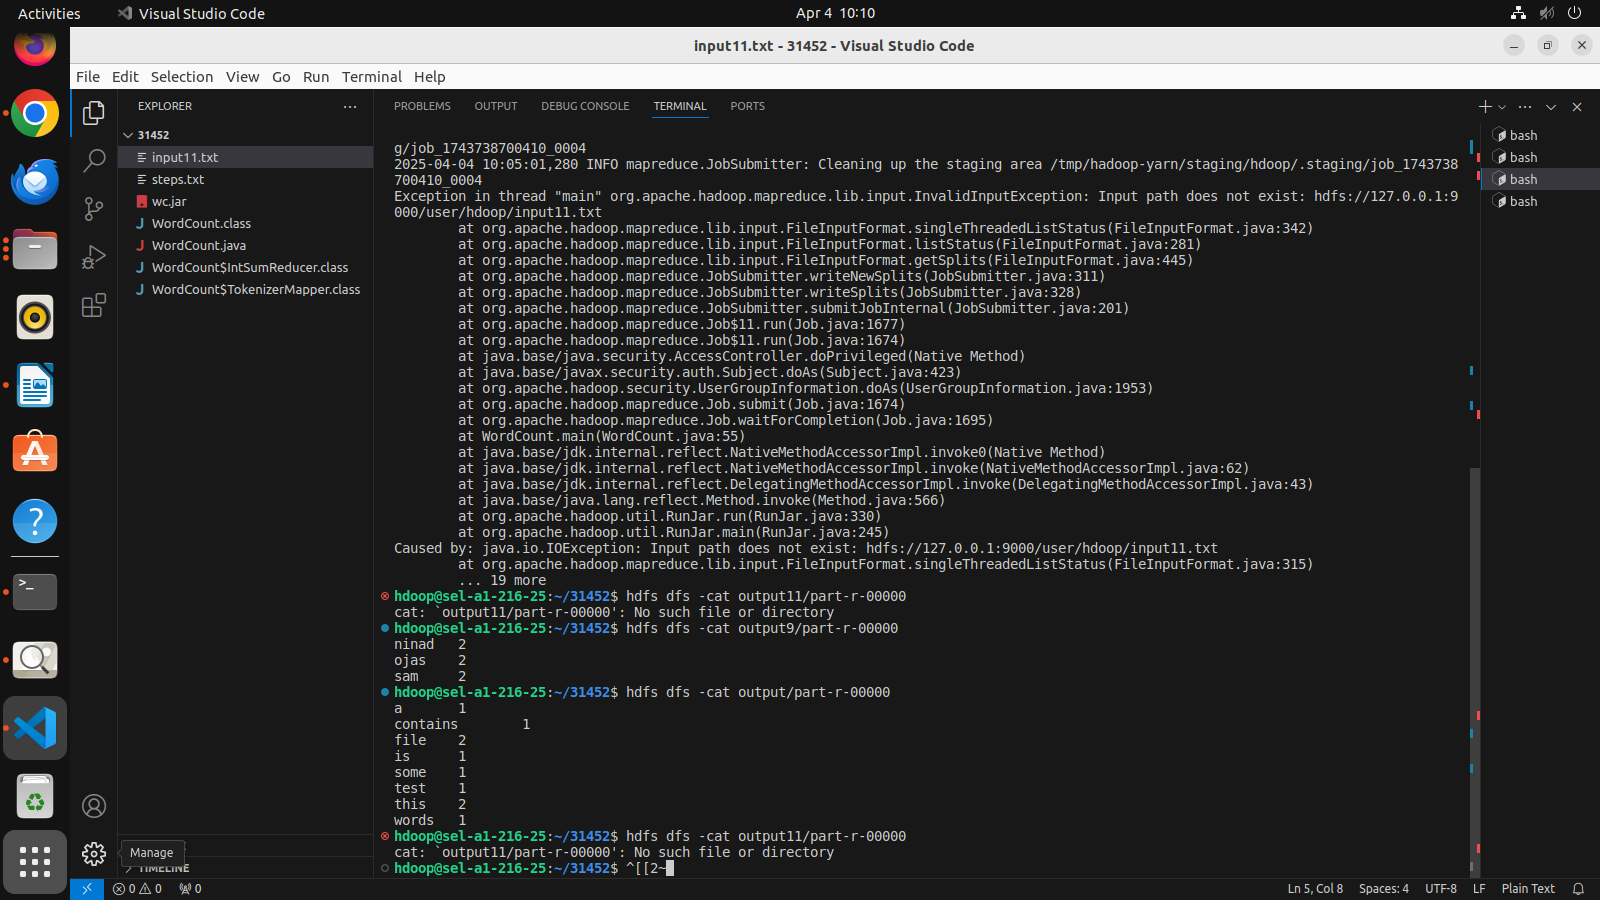 Activities
Visual Studio Code
Apr 4 10:10
input11.txt - 31452 - Visual Studio Code
File Edit Selection View Go Run Terminal Help
EXPLORER
31452
input11.txt
steps.txt
wc.jar
J WordCount.class
J WordCount.java
J WordCount$IntSumReducer.class
J WordCount$TokenizerMapper.class
Manage
TIMELINE
PROBLEMS OUTPUT DEBUG CONSOLE TERMINAL PORTS
g/job_1743738700410_0004
2025-04-04 10:05:01,280 INFO mapreduce.JobSubmitter: Cleaning up the staging area /tmp/hadoop-yarn/staging/hdoop/.staging/job_1743738
700410_0004
Exception in thread "main" org.apache.hadoop.mapreduce.lib.input.InvalidInputException: Input path does not exist: hdfs://127.0.0.1:9
000/user/hdoop/input11.txt
at org.apache.hadoop.mapreduce.lib.input.FileInputFormat.singleThreadedListStatus(FileInputFormat.java:342)
at org.apache.hadoop.mapreduce.lib.input.FileInputFormat.listStatus(FileInputFormat.java:281)
at org.apache.hadoop.mapreduce.lib.input.FileInputFormat.getSplits(FileInputFormat.java:445)
at org.apache.hadoop.mapreduce.JobSubmitter.writeNewSplits(JobSubmitter.java:311)
at org.apache.hadoop.mapreduce.JobSubmitter.writeSplits(JobSubmitter.java:328)
at org.apache.hadoop.mapreduce.JobSubmitter.submitJobInternal(JobSubmitter.java:201)
at org.apache.hadoop.mapreduce.Job$11.run(Job.java:1677)
at org.apache.hadoop.mapreduce.Job$11.run(Job.java:1674)
at java.base/java.security.AccessController.doPrivileged(Native Method)
at java.base/javax.security.auth.Subject.doAs(Subject.java:423)
at org.apache.hadoop.security.UserGroupInformation.doAs(UserGroupInformation.java:1953)
at org.apache.hadoop.mapreduce.Job.submit(Job.java:1674)
at org.apache.hadoop.mapreduce.Job.waitForCompletion(Job.java:1695)
at WordCount.main(WordCount.java:55)
at java.base/jdk.internal.reflect.NativeMethodAccessorImpl.invoke0(Native Method)
at java.base/jdk.internal.reflect.NativeMethodAccessorImpl.invoke(NativeMethodAccessorImpl.java:62)
at java.base/jdk.internal.reflect.DelegatingMethodAccessorImpl.invoke(DelegatingMethodAccessorImpl.java:43)
at java.base/java.lang.reflect.Method.invoke(Method.java:566)
at org.apache.hadoop.util.RunJar.run(RunJar.java:330)
at org.apache.hadoop.util.RunJar.main(RunJar.java:245)
Caused by: java.io.IOException: Input path does not exist: hdfs://127.0.0.1:9000/user/hdoop/input11.txt
at org.apache.hadoop.mapreduce.lib.input.FileInputFormat.singleThreadedListStatus(FileInputFormat.java:315)
... 19 more
hdoop@sel-a1-216-25:~/31452$ hdfs dfs -cat output11/part-r-00000
cat: `output11/part-r-00000': No such file or directory
hdoop@sel-a1-216-25:~/31452$ hdfs dfs -cat output9/part-r-00000
ninad 2
ojas 2
sam 2
hdoop@sel-a1-216-25:~/31452$ hdfs dfs -cat output/part-r-00000
a 1
contains 1
file 2
is 1
some 1
test 1
this 2
words 1
hdoop@sel-a1-216-25:~/31452$ hdfs dfs -cat output11/part-r-00000
cat: `output11/part-r-00000': No such file or directory
hdoop@sel-a1-216-25:~/31452$ ^[[2~
bash
bash
bash
bash
0 0 0
Ln 5, Col 8 Spaces: 4 UTF-8 LF Plain Text